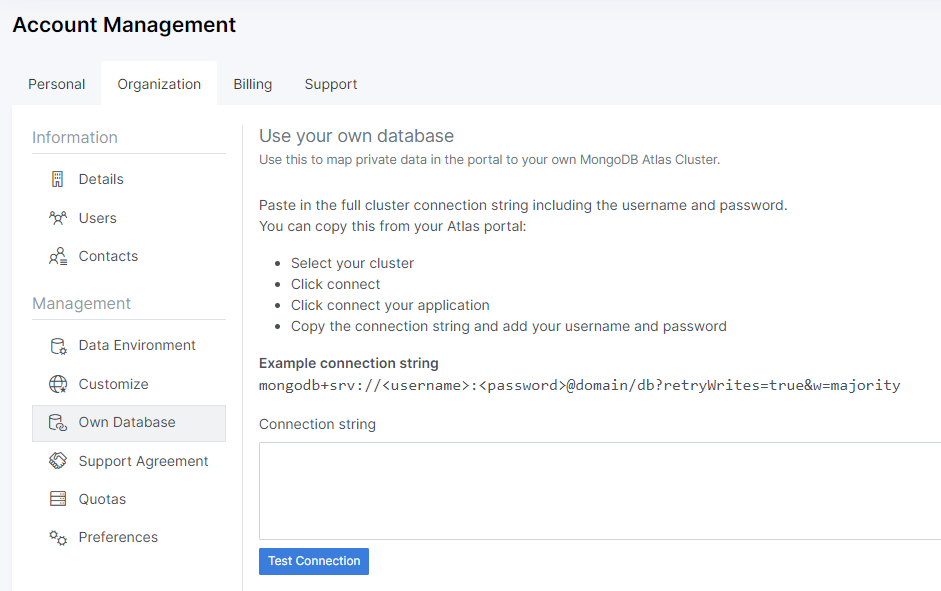 Account Management
Personal
Organization
Billing
Support
Information
Details
Users
Contacts
Management
Data Environment
Customize
Own Database
Support Agreement
Quotas
Preferences
Use your own database
Use this to map private data in the portal to your own MongoDB Atlas Cluster.
Paste in the full cluster connection string including the username and password.
You can copy this from your Atlas portal:
Select your cluster
Click connect
Click connect your application
Copy the connection string and add your username and password
Example connection string
mongodb+srv://<username>:<password>@domain/db?retryWrites=true&w=majority
Connection string
Test Connection